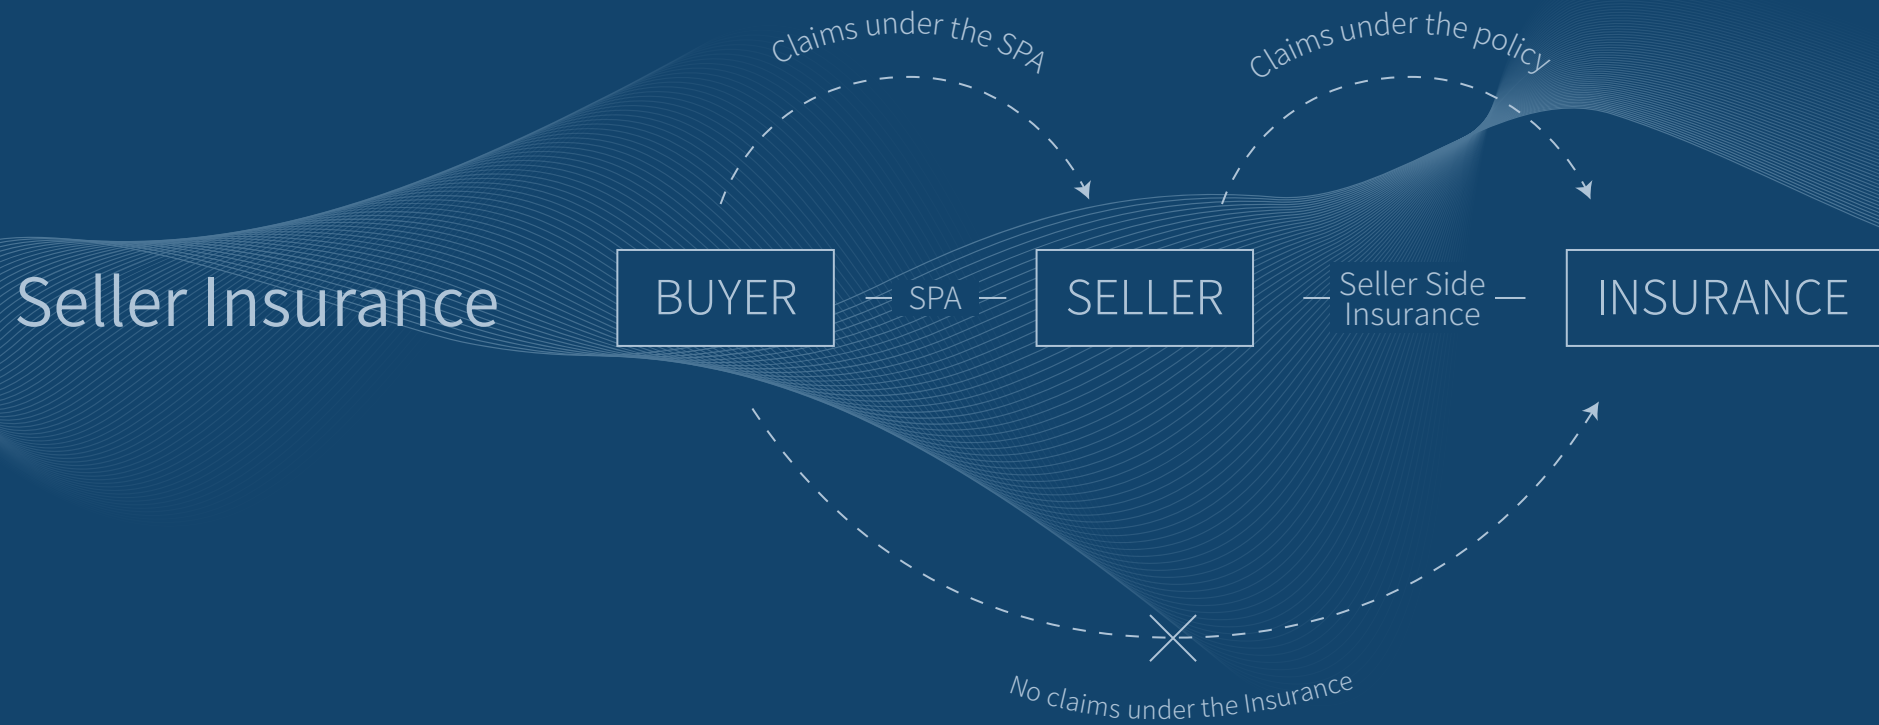 Claims under the SPA
Claims under the policy
Seller Insurance
BUYER
SPA
SELLER
Seller Side
Insurance
INSURANCE
No claims under the Insurance